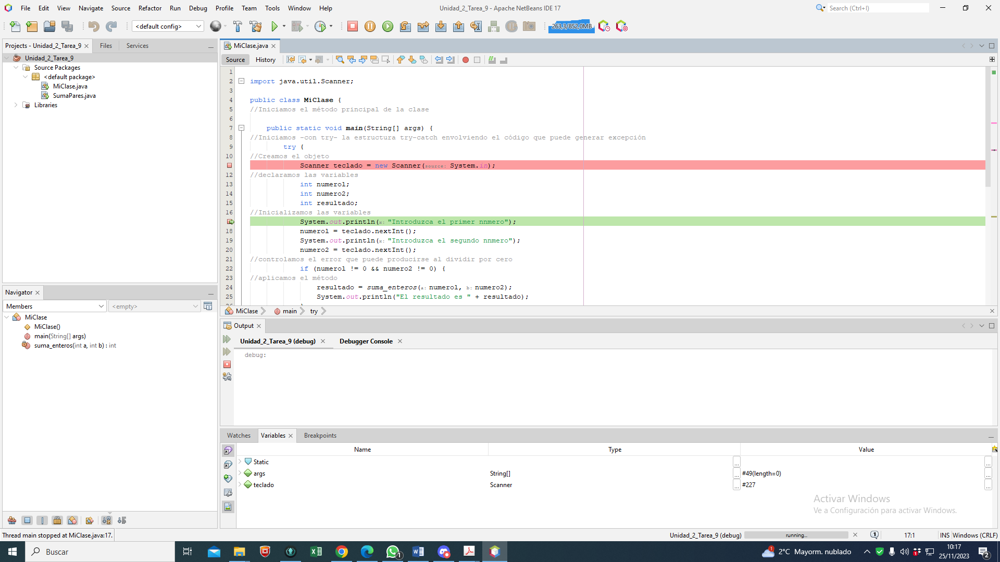 File Edit View Navigate Source Refactor Run Debug Profile Team Tools Window Help
Unidad_2_Tarea_9 - Apache NetBeans IDE 17
Search (Ctrl+I)
<default config>
263,3/852,0MB
Projects - Unidad_2_Tarea_9
Files
Services
Unidad_2_Tarea_9
Source Packages
<default package>
MiClase.java
SumaPares.java
Libraries
Navigator
Members
<empty>
MiClase
MiClase()
main(String[] args)
suma_enteros(int a, int b) : int
Thread main stopped at MiClase.java:17.
MiClase.java
Source History
1
2 import java.util.Scanner;
3
4 public class MiClase {
5 //Iniciamos el método principal de la clase
6
7 public static void main(String[] args) {
8 //Iniciamos -con try- la estructura try-catch envolviendo el código que puede generar excepción
9 try {
10 //Creamos el objeto
Scanner teclado = new Scanner(source: System.in);
12 //declaramos las variables
13 int numero1;
14 int numero2;
15 int resultado;
16 //Inicializamos las variables
System.out.println(x: "Introduzca el primer nnmero");
18 numero1 = teclado.nextInt();
19 System.out.println(x: "Introduzca el segundo nnmero");
20 numero2 = teclado.nextInt();
21 //controlamos el error que puede producirse al dividir por cero
22 if (numero1 != 0 && numero2 != 0) {
23 //aplicamos el método
24 resultado = suma_enteros(a: numero1, b: numero2);
25 System.out.println("El resultado es " + resultado);
MiClase main try
Output
Unidad_2_Tarea_9 (debug) Debugger Console
debug:
Watches Variables Breakpoints
Name Type Value
Static ... ...
args String[] ... #49(length=0) ...
teclado Scanner ... #227 ...
Activar Windows
Ve a Configuración para activar Windows.
Unidad_2_Tarea_9 (debug) running... 1 17:1 INS Windows (CRLF)
Buscar
1
1
2°C Mayorm. nublado
10:17
25/11/2023
2